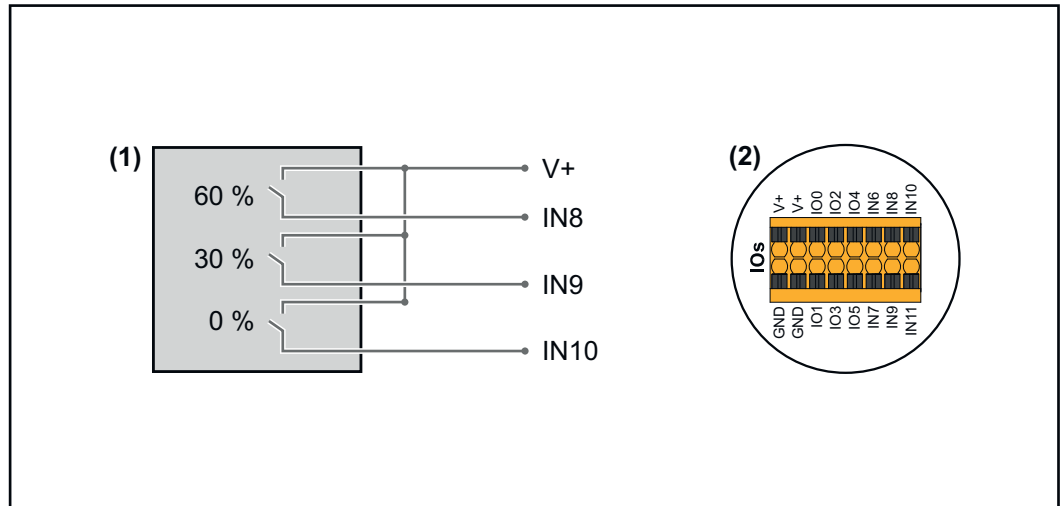 (1)
60 %
30 %
0 %
V+
IN8
IN9
IN10
(2)
IOs
V+
V+
IO0
IO2
IO4
IN6
IN8
IN10
GND
GND
IO1
IO3
IO5
IN7
IN9
IN11